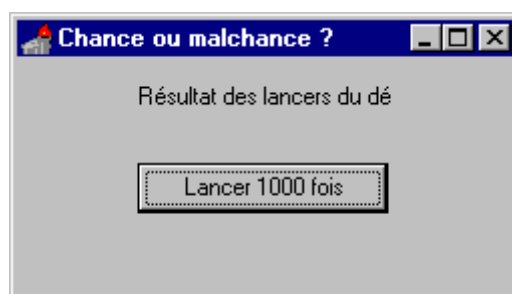 Chance ou malchance ?
Résultat des lancers du dé
Lancer 1000 fois